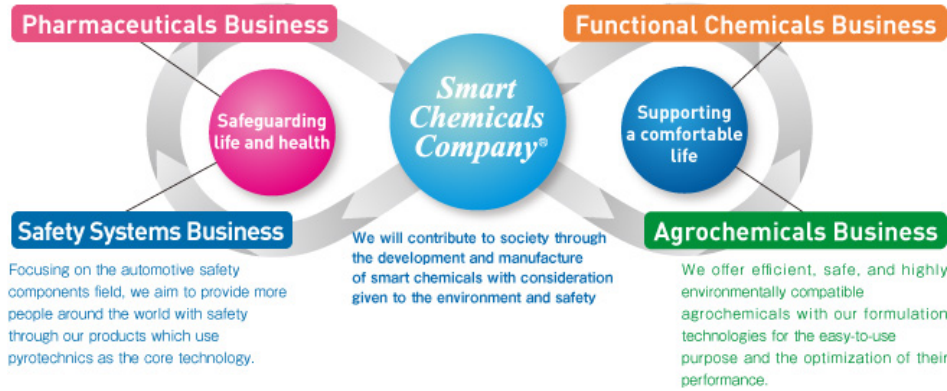 Pharmaceuticals Business
Functional Chemicals Business
Safeguarding
life and health
Smart
Chemicals
Company®
Supporting
a comfortable
life
Safety Systems Business
Focusing on the automotive safety
components field, we aim to provide more
people around the world with safety
through our products which use
pyrotechnics as the core technology.
We will contribute to society through
the development and manufacture
of smart chemicals with consideration
given to the environment and safety
Agrochemicals Business
We offer efficient, safe, and highly
environmentally compatible
agrochemicals with our formulation
technologies for the easy-to-use
purpose and the optimization of their
performance.